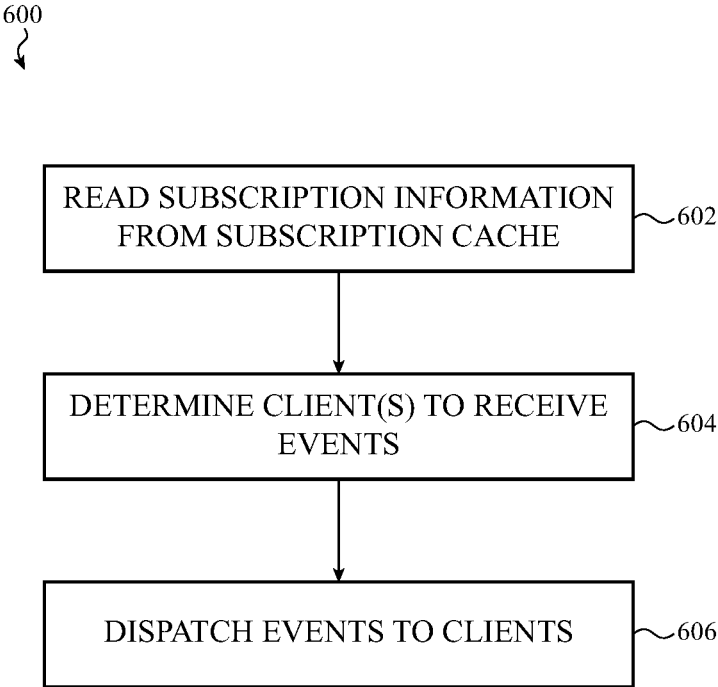 600
READ SUBSCRIPTION INFORMATION
FROM SUBSCRIPTION CACHE
602
DETERMINE CLIENT(S) TO RECEIVE
EVENTS
604
DISPATCH EVENTS TO CLIENTS
606